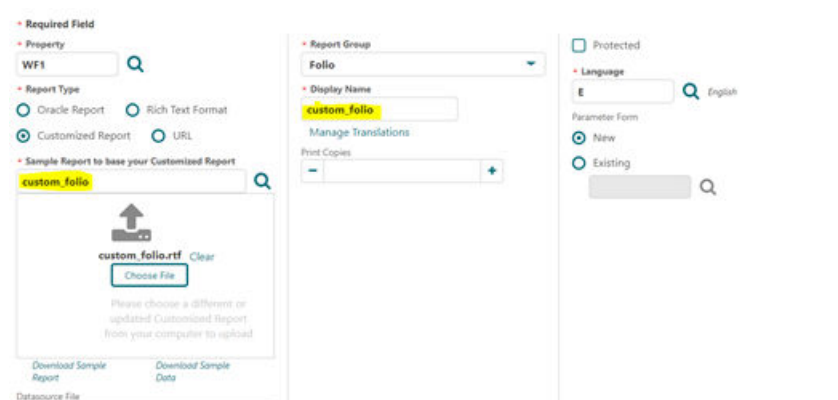 * Required Field
* Property
WF1
* Report Type
Oracle Report
Rich Text Format
Customized Report
URL
* Sample Report to base your Customized Report
custom_folio
custom_folio.rtf Clear
Choose File
Please choose a different or
updated Customized Report
from your computer to upload
Download Sample
Report
Download Sample
Data
Datasource File
* Report Group
Folio
* Display Name
custom_folio
Manage Translations
Print Copies
Protected
* Language
E
English
Parameter Form
New
Existing